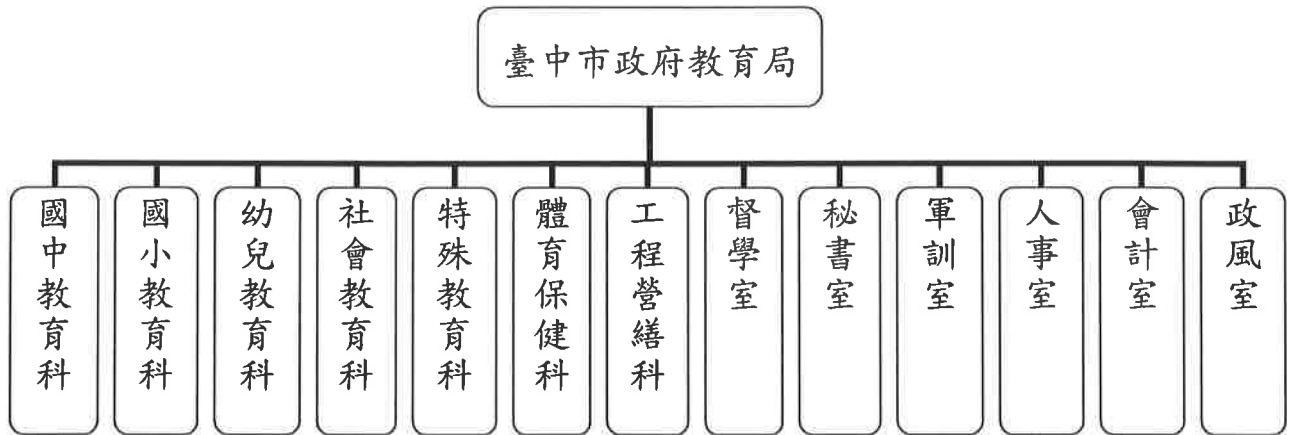 臺中市政府教育局
國中教育科
國小教育科
幼兒教育科
社會教育科
特殊教育科
體育保健科
工程營繕科
督學室
秘書室
軍訓室
人事室
會計室
政風室